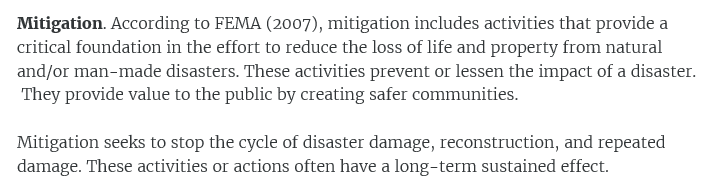 Mitigation. According to FEMA (2007), mitigation includes activities that provide a
critical foundation in the effort to reduce the loss of life and property from natural
and/or man-made disasters. These activities prevent or lessen the impact of a disaster.
They provide value to the public by creating safer communities.
Mitigation seeks to stop the cycle of disaster damage, reconstruction, and repeated
damage. These activities or actions often have a long-term sustained effect.